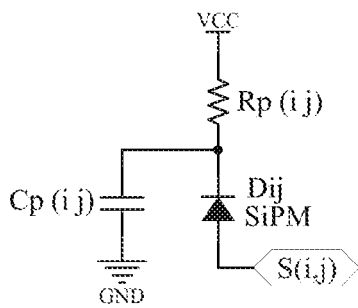 VCC
Rp (i j)
Cp (i j)
Dij
SiPM
S(i,j)
GND